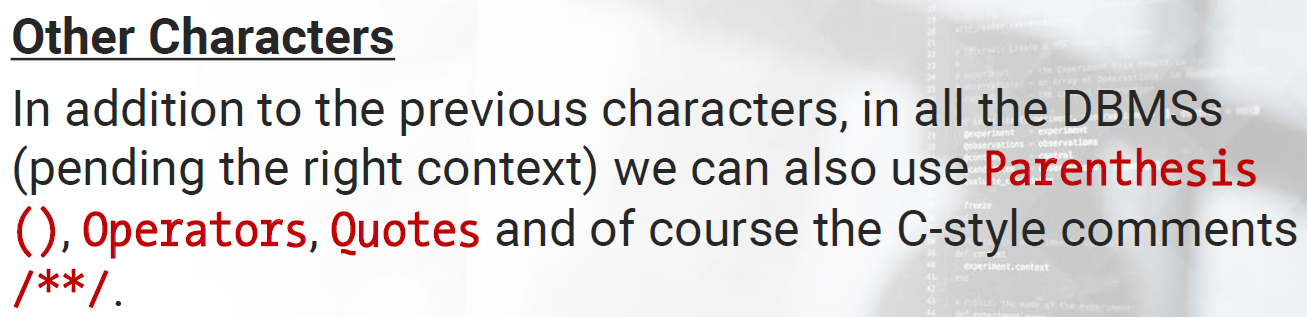 Other Characters
In addition to the previous characters, in all the DBMSs
(pending the right context) we can also use Parenthesis
(), Operators, Quotes and of course the C-style comments
/**/.